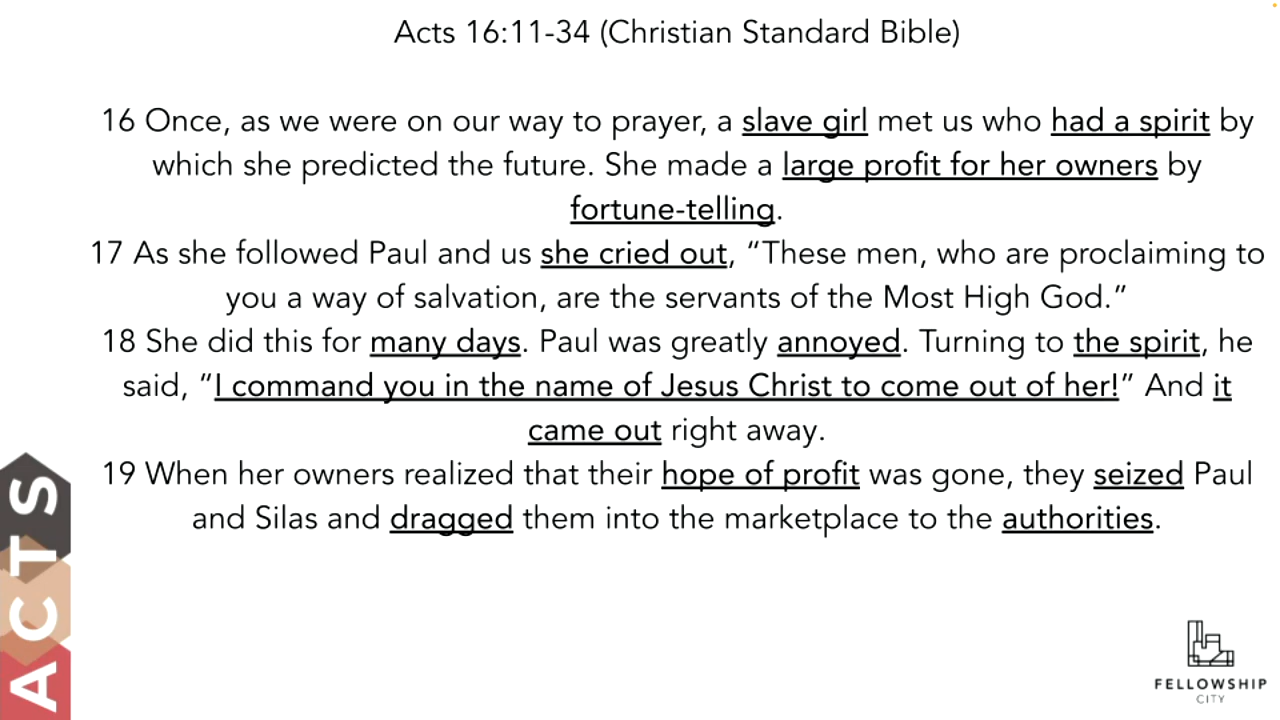 Acts 16:11-34 (Christian Standard Bible)
16 Once, as we were on our way to prayer, a slave girl met us who had a spirit by
which she predicted the future. She made a large profit for her owners by
fortune-telling.
17 As she followed Paul and us she cried out, “These men, who are proclaiming to
you a way of salvation, are the servants of the Most High God.”
18 She did this for many days. Paul was greatly annoyed. Turning to the spirit, he
said, “I command you in the name of Jesus Christ to come out of her!” And it
came out right away.
19 When her owners realized that their hope of profit was gone, they seized Paul
and Silas and dragged them into the marketplace to the authorities.
ACTS
FELLOWSHIP
CITY